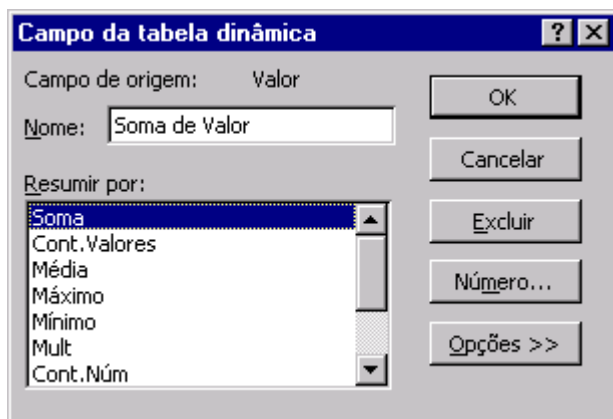 Campo da tabela dinâmica
Campo de origem: Valor
Nome: Soma de Valor
Resumir por:
Soma
Cont.Valores
Média
Máximo
Mínimo
Mult
Cont.Núm
OK
Cancelar
Excluir
Número...
Opções >>